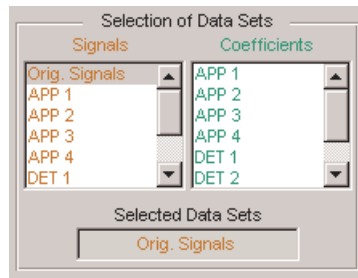 Selection of Data Sets
Signals Coefficients
Orig. Signals APP 1
APP 1 APP 2
APP 2 APP 3
APP 3 APP 4
APP 4 DET 1
DET 1 DET 2
Selected Data Sets
Orig. Signals